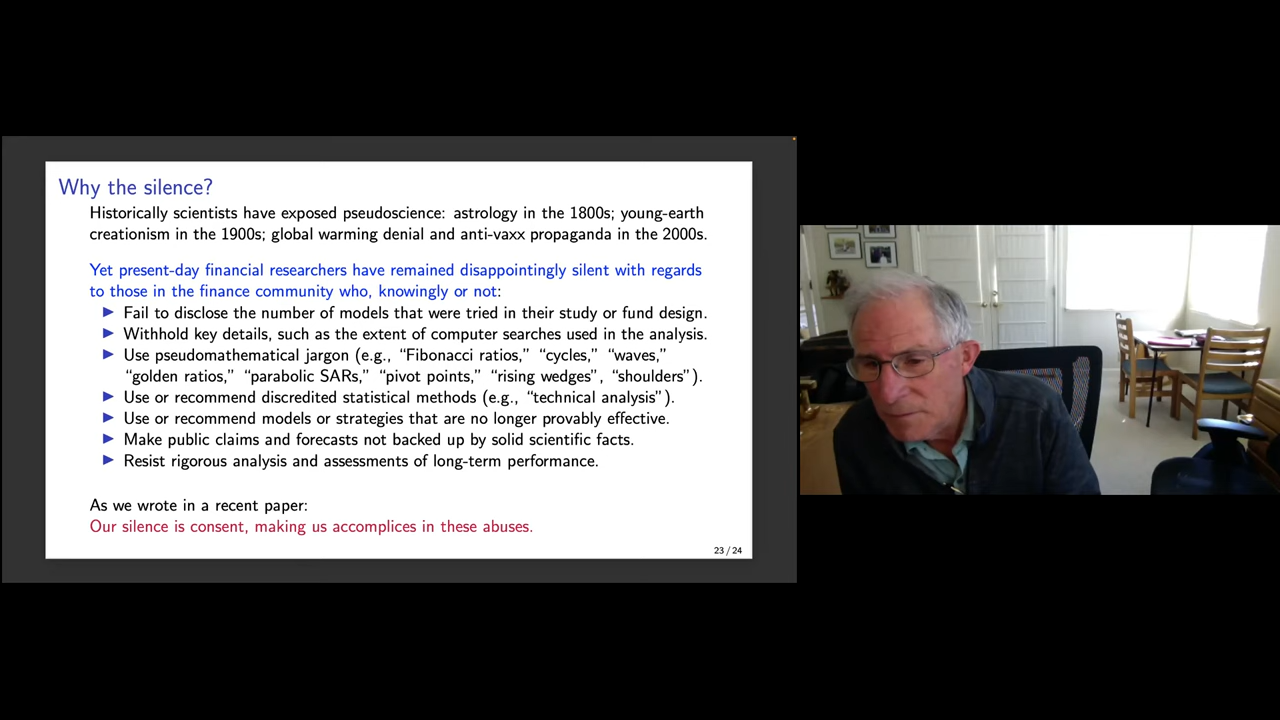 Why the silence?
Historically scientists have exposed pseudoscience: astrology in the 1800s; young-earth
creationism in the 1900s; global warming denial and anti-vaxx propaganda in the 2000s.
Yet present-day financial researchers have remained disappointingly silent with regards
to those in the finance community who, knowingly or not:
▶ Fail to disclose the number of models that were tried in their study or fund design.
▶ Withhold key details, such as the extent of computer searches used in the analysis.
▶ Use pseudomathematical jargon (e.g., “Fibonacci ratios,” “cycles,” “waves,”
“golden ratios,” “parabolic SARs,” “pivot points,” “rising wedges”, “shoulders”).
▶ Use or recommend discredited statistical methods (e.g., “technical analysis”).
▶ Use or recommend models or strategies that are no longer provably effective.
▶ Make public claims and forecasts not backed up by solid scientific facts.
▶ Resist rigorous analysis and assessments of long-term performance.
As we wrote in a recent paper:
Our silence is consent, making us accomplices in these abuses.
23 / 24